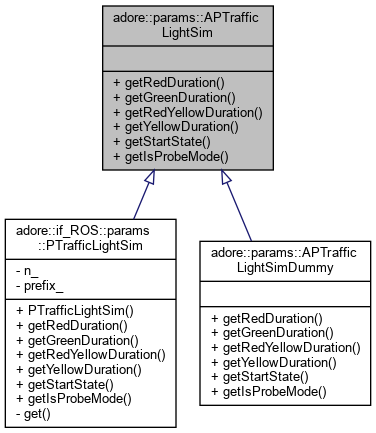 adore::params::APTraffic
LightSim
+ getRedDuration()
+ getGreenDuration()
+ getRedYellowDuration()
+ getYellowDuration()
+ getStartState()
+ getIsProbeMode()
adore::if_ROS::params
::PTrafficLightSim
- n_
- prefix_
+ PTrafficLightSim()
+ getRedDuration()
+ getGreenDuration()
+ getRedYellowDuration()
+ getYellowDuration()
+ getStartState()
+ getIsProbeMode()
- get()
adore::params::APTraffic
LightSimDummy
+ getRedDuration()
+ getGreenDuration()
+ getRedYellowDuration()
+ getYellowDuration()
+ getStartState()
+ getIsProbeMode()